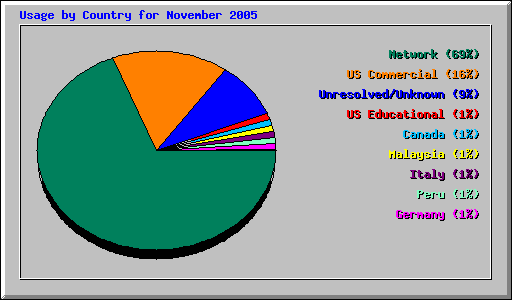 Usage by Country for November 2005
Network (69%)
US Commercial (16%)
Unresolved/Unknown (9%)
US Educational (1%)
Canada (1%)
Malaysia (1%)
Italy (1%)
Peru (1%)
Germany (1%)